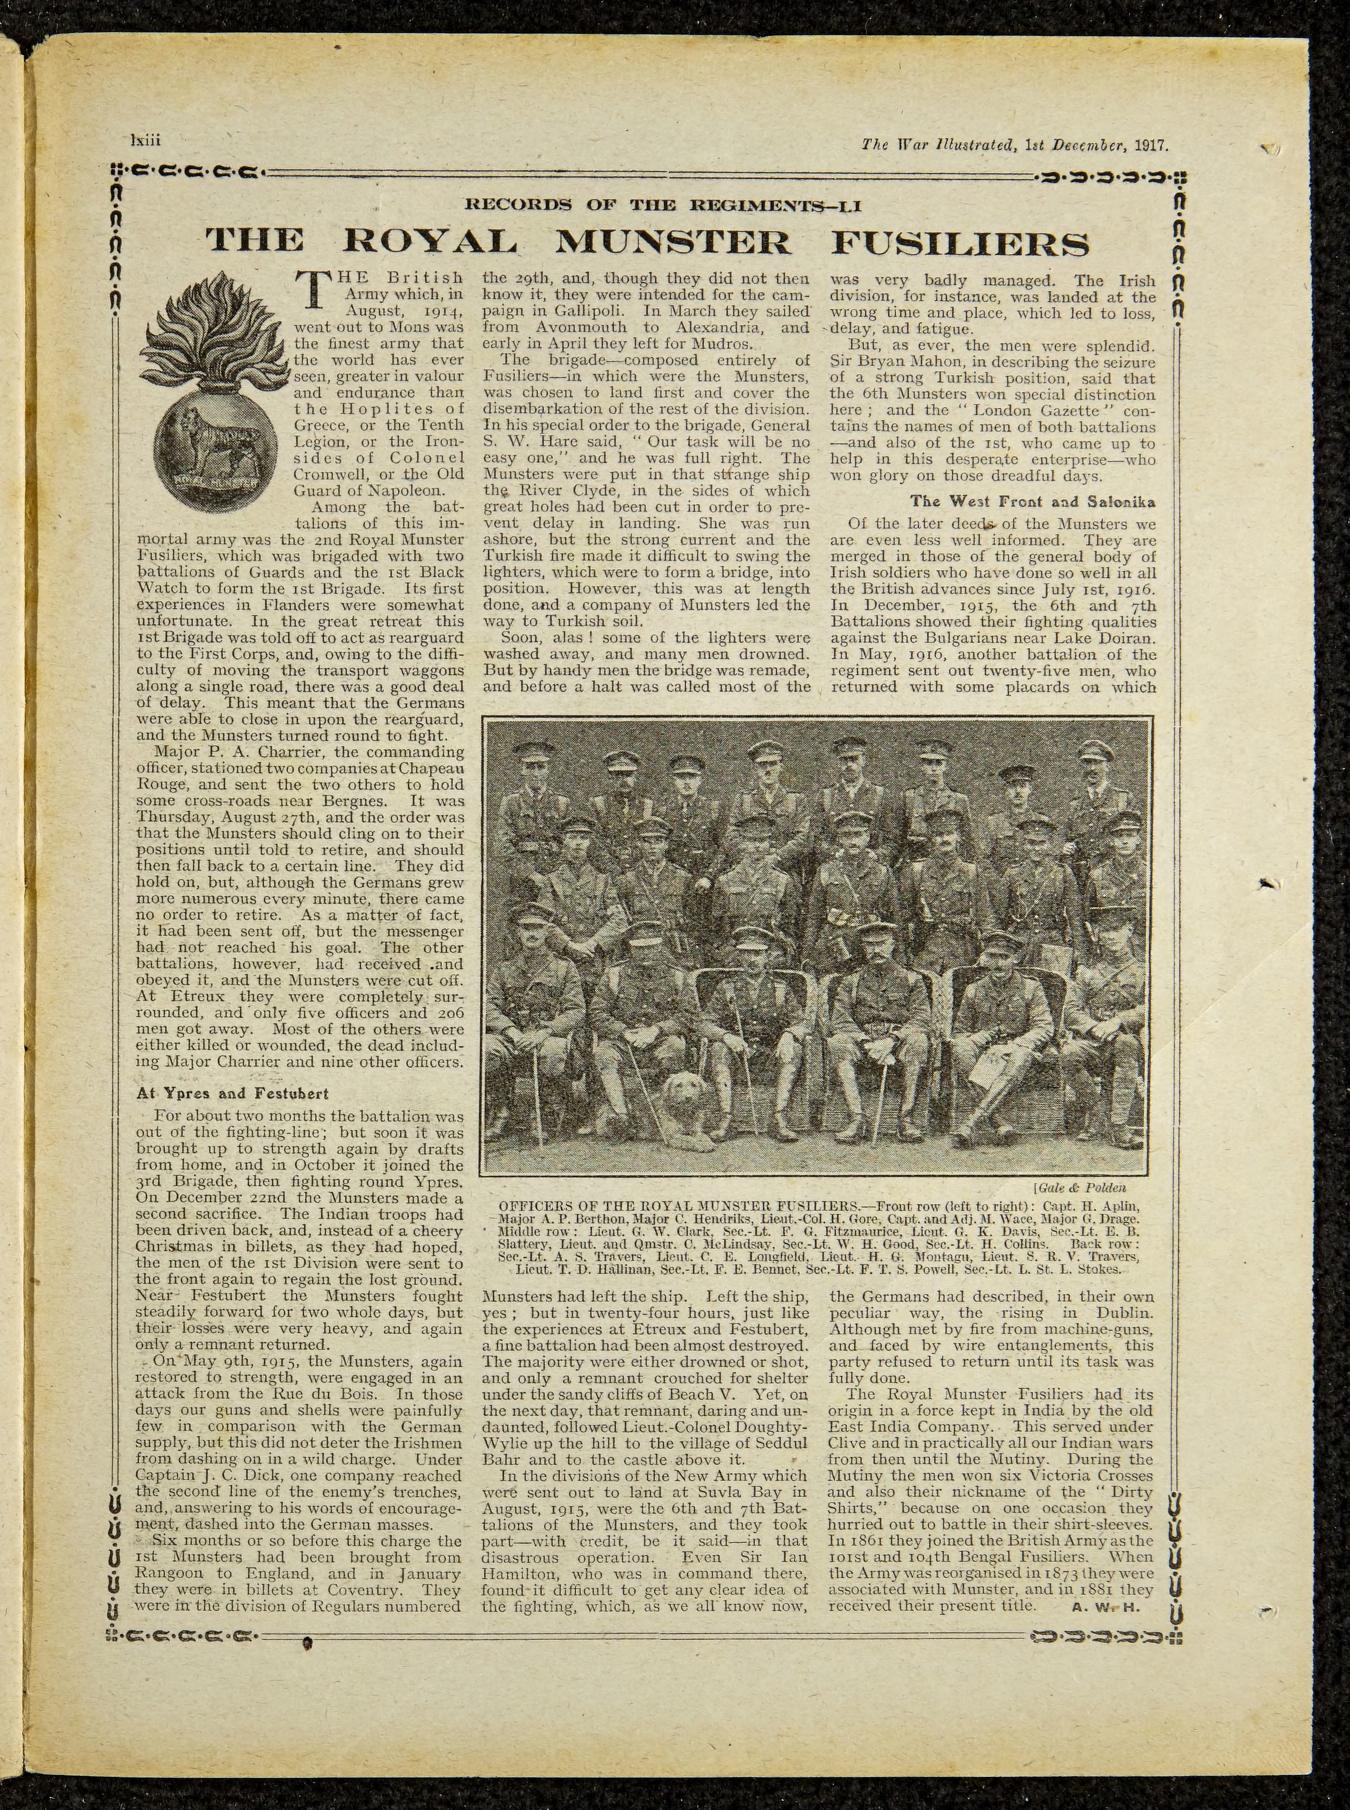 lxiii
The War Illustrated, 1st December, 1917.
RECORDS OF THE REGIMENTS—LI
THE ROYAL MUNSTER FUSILIERS
ROYAL MUNSTER
THE British
Army which, in
August, 1914,
went out to Mons was
the finest army that
the world has ever
seen, greater in valour
and endurance than
the Hoplites of
Greece, or the Tenth
Legion, or the Iron-
sides of Colonel
Cromwell, or the Old
Guard of Napoleon.
Among the bat-
talions of this im-
mortal army was the 2nd Royal Munster
Fusiliers, which was brigaded with two
battalions of Guards and the 1st Black
Watch to form the 1st Brigade. Its first
experiences in Flanders were somewhat
unfortunate. In the great retreat this
1st Brigade was told off to act as rearguard
to the First Corps, and, owing to the diffi-
culty of moving the transport waggons
along a single road, there was a good deal
of delay. This meant that the Germans
were able to close in upon the rearguard,
and the Munsters turned round to fight.
Major P. A. Charrier, the commanding
officer, stationed two companies at Chapeau
Rouge, and sent the two others to hold
some cross-roads near Bergnes. It was
Thursday, August 27th, and the order was
that the Munsters should cling on to their
positions until told to retire, and should
then fall back to a certain line. They did
hold on, but, although the Germans grew
more numerous every minute, there came
no order to retire. As a matter of fact,
it had been sent off, but the messenger
had not reached his goal. The other
battalions, however, had received and
obeyed it, and the Munsters were cut off.
At Etreux they were completely sur-
rounded, and only five officers and 206
men got away. Most of the others were
either killed or wounded, the dead includ-
ing Major Charrier and nine other officers.
At Ypres and Festubert
For about two months the battalion was
out of the fighting-line; but soon it was
brought up to strength again by drafts
from home, and in October it joined the
3rd Brigade, then fighting round Ypres.
On December 22nd the Munsters made a
second sacrifice. The Indian troops had
been driven back, and, instead of a cheery
Christmas in billets, as they had hoped,
the men of the 1st Division were sent to
the front again to regain the lost ground.
Near Festubert the Munsters fought
steadily forward for two whole days, but
their losses were very heavy, and again
only a remnant returned.
On May 9th, 1915, the Munsters, again
restored to strength, were engaged in an
attack from the Rue du Bois. In those
days our guns and shells were painfully
few in comparison with the German
supply, but this did not deter the Irishmen
from dashing on in a wild charge. Under
Captain J. C. Dick, one company reached
the second line of the enemy's trenches,
and, answering to his words of encourage-
ment, dashed into the German masses.
Six months or so before this charge the
1st Munsters had been brought from
Rangoon to England, and in January
they were in billets at Coventry. They
were in the division of Regulars numbered
the 29th, and, though they did not then
know it, they were intended for the cam-
paign in Gallipoli. In March they sailed
from Avonmouth to Alexandria, and
early in April they left for Mudros.
The brigade—composed entirely of
Fusiliers—in which were the Munsters,
was chosen to land first and cover the
disembarkation of the rest of the division.
In his special order to the brigade, General
S. W. Hare said, "Our task will be no
easy one," and he was full right. The
Munsters were put in that strange ship
the River Clyde, in the sides of which
great holes had been cut in order to pre-
vent delay in landing. She was run
ashore, but the strong current and the
Turkish fire made it difficult to swing the
lighters, which were to form a bridge, into
position. However, this was at length
done, and a company of Munsters led the
way to Turkish soil.
Soon, alas! some of the lighters were
washed away, and many men drowned.
But by handy men the bridge was remade,
and before a halt was called most of the
was very badly managed. The Irish
division, for instance, was landed at the
wrong time and place, which led to loss,
delay, and fatigue.
But, as ever, the men were splendid.
Sir Bryan Mahon, in describing the seizure
of a strong Turkish position, said that
the 6th Munsters won special distinction
here; and the "London Gazette" con-
tains the names of men of both battalions
—and also of the 1st, who came up to
help in this desperate enterprise—who
won glory on those dreadful days.
The West Front and Salonika
Of the later deeds of the Munsters we
are even less well informed. They are
merged in those of the general body of
Irish soldiers who have done so well in all
the British advances since July 1st, 1916.
In December, 1915, the 6th and 7th
Battalions showed their fighting qualities
against the Bulgarians near Lake Doiran.
In May, 1916, another battalion of the
regiment sent out twenty-five men, who
returned with some placards on which
[Gale & Polden
OFFICERS OF THE ROYAL MUNSTER FUSILIERS.—Front row (left to right): Capt. H. Aplin,
Major A. P. Berthon, Major C. Hendriks, Lieut.-Col. H. Gore, Capt. and Adj. M. Wace, Major G. Drage.
Middle row: Lieut. G. W. Clark, Sec.-Lt. F. G. Fitzmaurice, Lieut. G. K. Davis, Sec.-Lt. E. B.
Slattery, Lieut. and Qmstr. C. McLindsay, Sec.-Lt. W. H. Good, Sec.-Lt. H. Collins. Back row:
Sec.-Lt. A. S. Travers, Lieut. C. E. Longfield, Lieut. H. G. Montagu, Lieut. S. R. V. Travers,
Lieut. T. D. Hallinan, Sec.-Lt. F. E. Bennet, Sec.-Lt. F. T. S. Powell, Sec.-Lt. L. St. L. Stokes.
Munsters had left the ship. Left the ship,
yes; but in twenty-four hours, just like
the experiences at Etreux and Festubert,
a fine battalion had been almost destroyed.
The majority were either drowned or shot,
and only a remnant crouched for shelter
under the sandy cliffs of Beach V. Yet, on
the next day, that remnant, daring and un-
daunted, followed Lieut.-Colonel Doughty-
Wylie up the hill to the village of Seddul
Bahr and to the castle above it.
In the divisions of the New Army which
were sent out to land at Suvla Bay in
August, 1915, were the 6th and 7th Bat-
talions of the Munsters, and they took
part—with credit, be it said—in that
disastrous operation. Even Sir Ian
Hamilton, who was in command there,
found it difficult to get any clear idea of
the fighting, which, as we all know now,
the Germans had described, in their own
peculiar way, the rising in Dublin.
Although met by fire from machine-guns,
and faced by wire entanglements, this
party refused to return until its task was
fully done.
The Royal Munster Fusiliers had its
origin in a force kept in India by the old
East India Company. This served under
Clive and in practically all our Indian wars
from then until the Mutiny. During the
Mutiny the men won six Victoria Crosses
and also their nickname of the "Dirty
Shirts," because on one occasion they
hurried out to battle in their shirt-sleeves.
In 1861 they joined the British Army as the
101st and 104th Bengal Fusiliers. When
the Army was reorganised in 1873 they were
associated with Munster, and in 1881 they
received their present title. A. W. H.